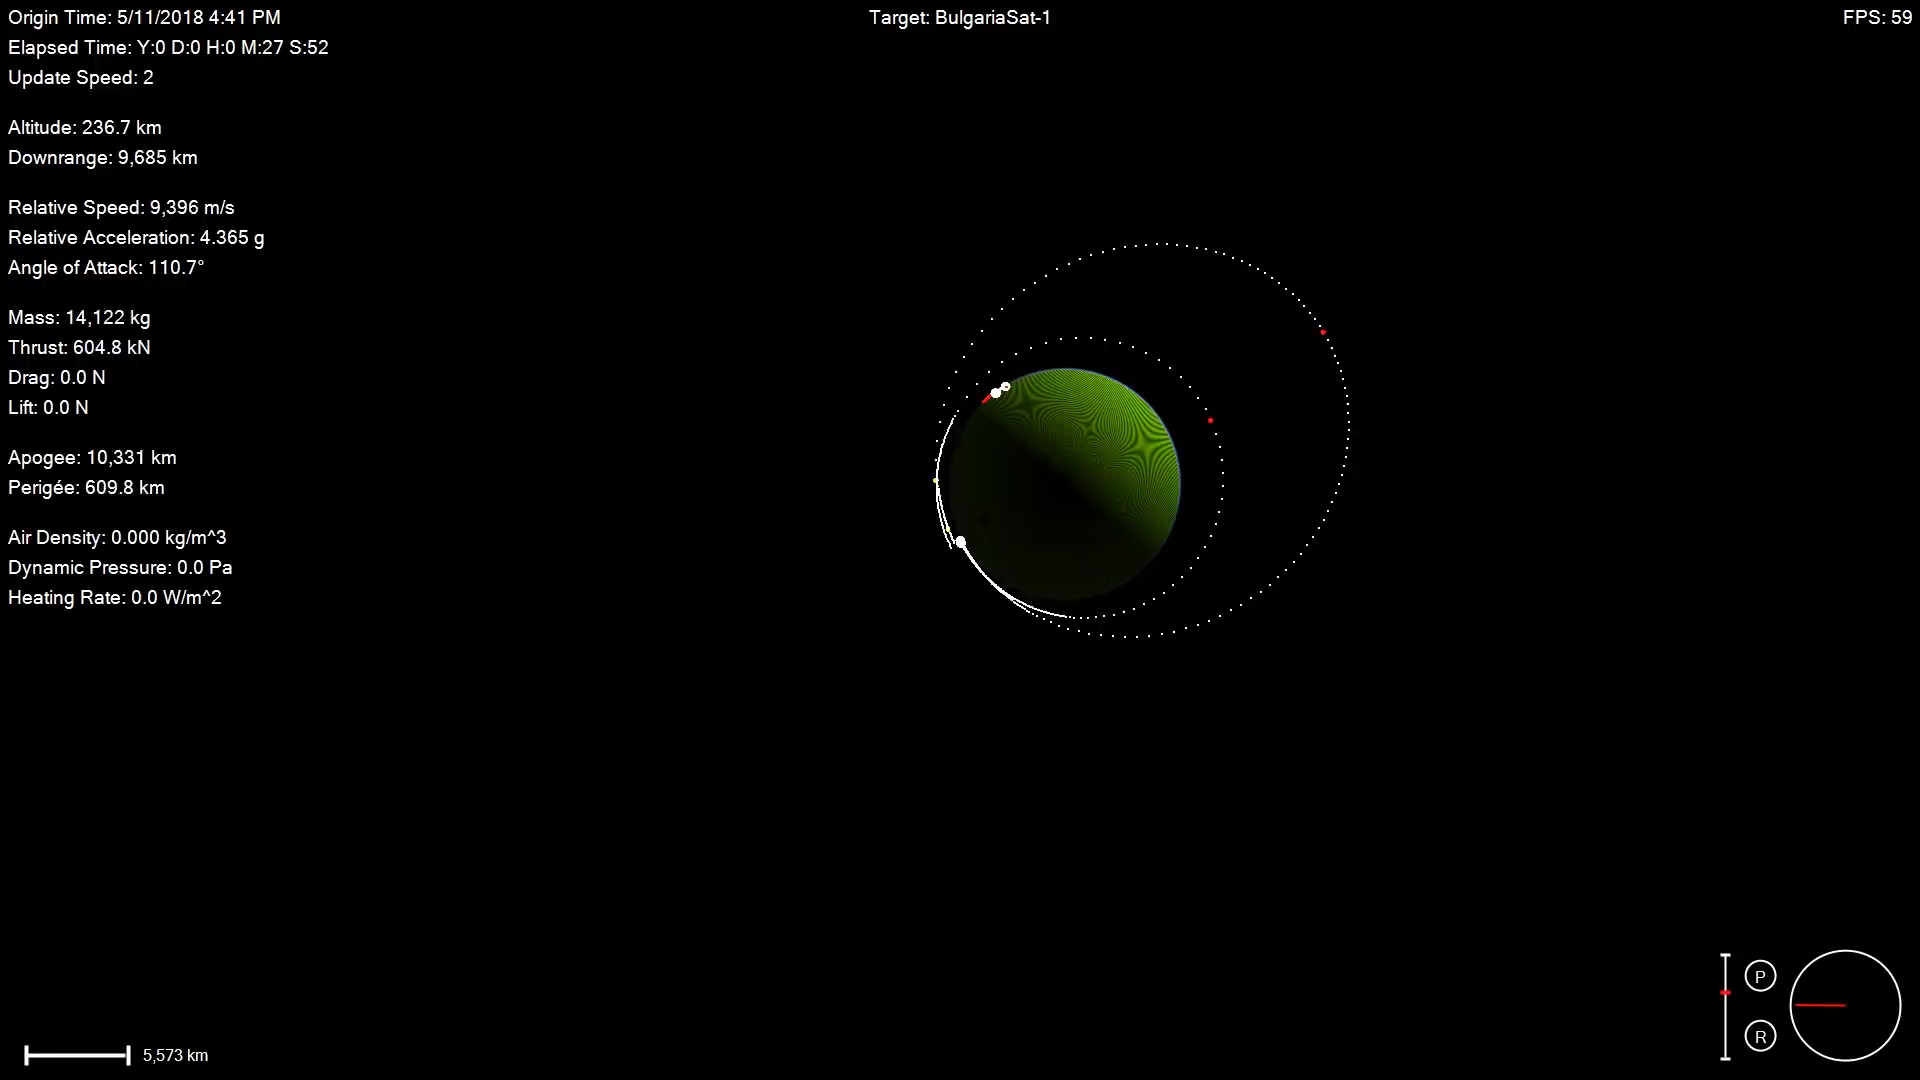 Origin Time: 5/11/2018 4:41 PM
Target: BulgariaSat-1
FPS: 59
Elapsed Time: Y:0 D:0 H:0 M:27 S:52
Update Speed: 2
Altitude: 236.7 km
Downrange: 9,685 km
Relative Speed: 9,396 m/s
Relative Acceleration: 4.365 g
Angle of Attack: 110.7°
Mass: 14,122 kg
Thrust: 604.8 kN
Drag: 0.0 N
Lift: 0.0 N
Apogee: 10,331 km
Perigée: 609.8 km
Air Density: 0.000 kg/m^3
Dynamic Pressure: 0.0 Pa
Heating Rate: 0.0 W/m^2
P
R
5,573 km